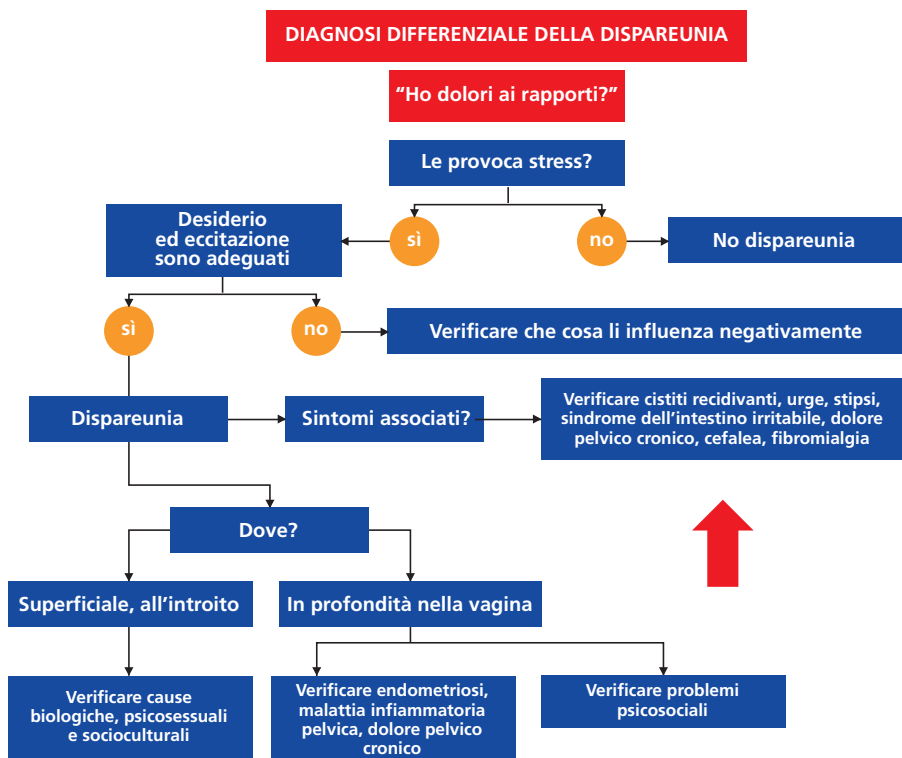 DIAGNOSI DIFFERENZIALE DELLA DISPAREUNIA
“Ho dolori ai rapporti?”
Le provoca stress?
Desiderio
ed eccitazione
sono adeguati
sì
no
No dispareunia
sì
no
Verificare che cosa li influenza negativamente
Dispareunia
Sintomi associati?
Verificare cistiti recidivanti, urge, stipsi,
sindrome dell’intestino irritabile, dolore
pelvico cronico, cefalea, fibromialgia
Dove?
Superficiale, all’introito
In profondità nella vagina
Verificare cause
biologiche, psicosessuali
e socioculturali
Verificare endometriosi,
malattia infiammatoria
pelvica, dolore pelvico
cronico
Verificare problemi
psicosociali